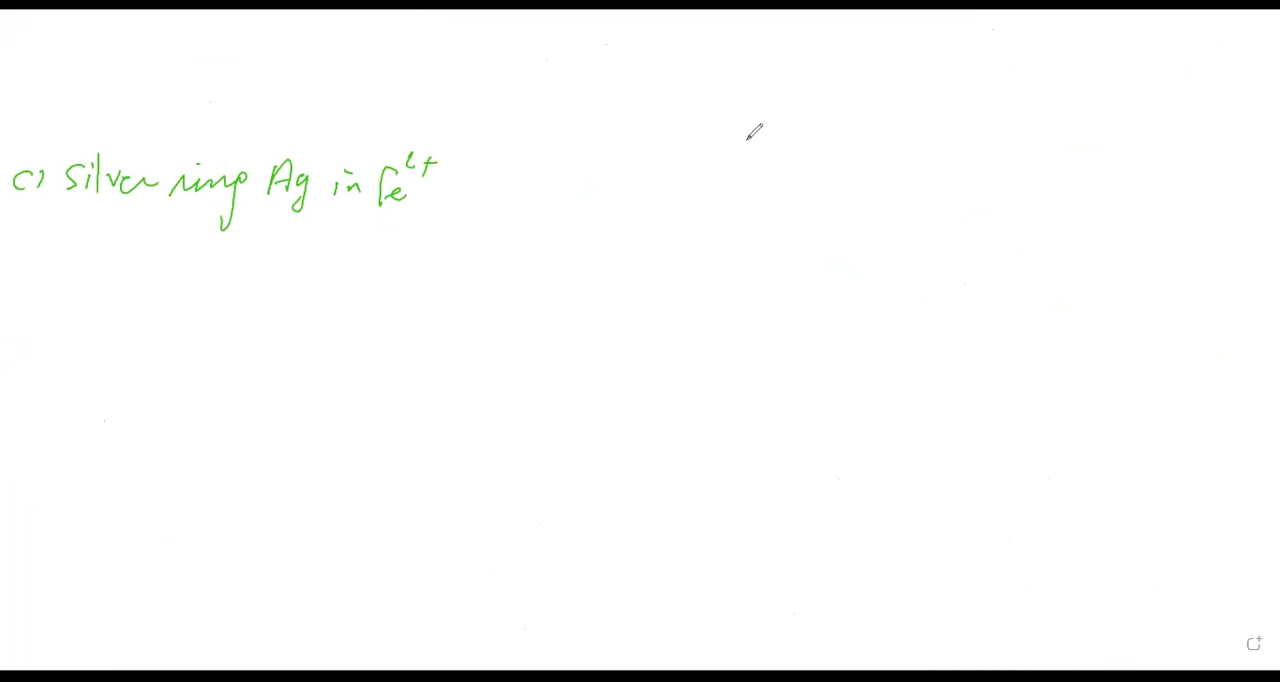 c) Silver ring Ag in Fe²⁺